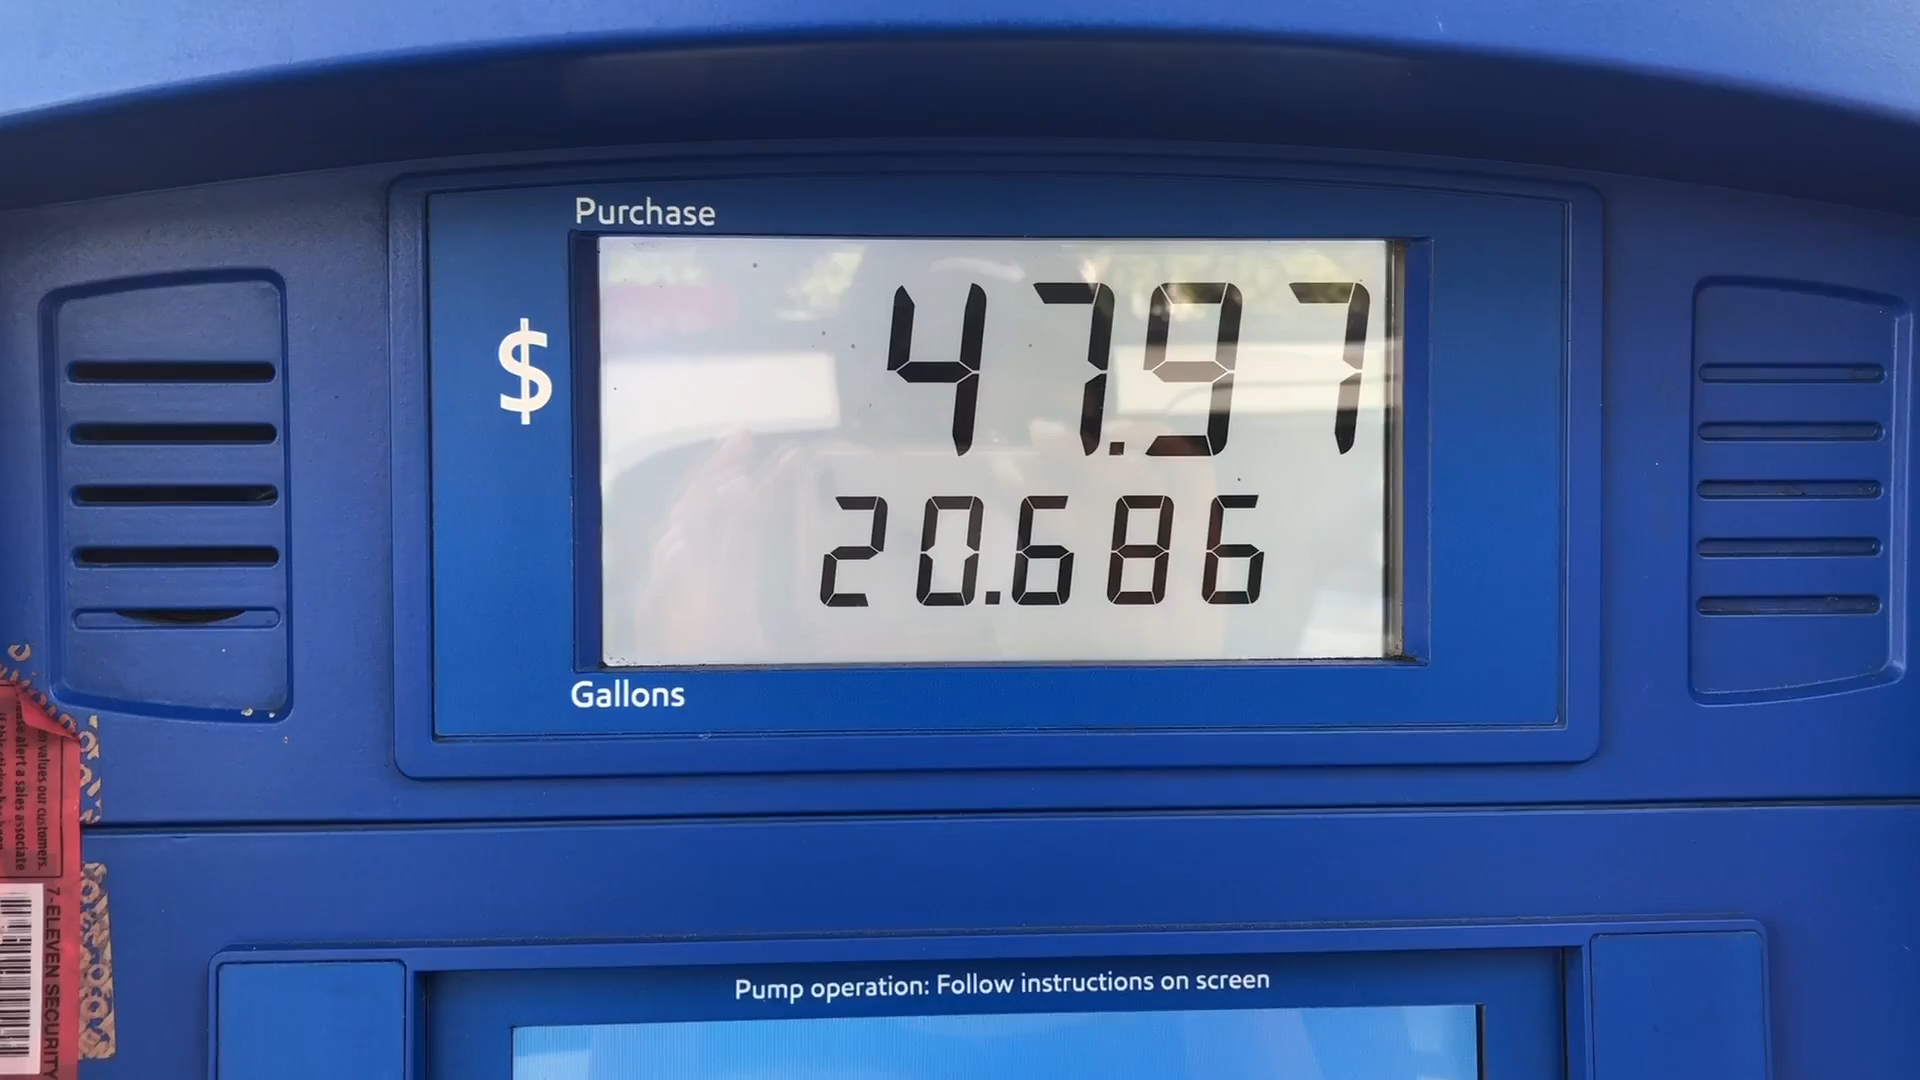 Purchase
$ 47.97
20.686
Gallons
Pump operation: Follow instructions on screen
values our customers.
alert a sales associate
7-ELEVEN SECURITY